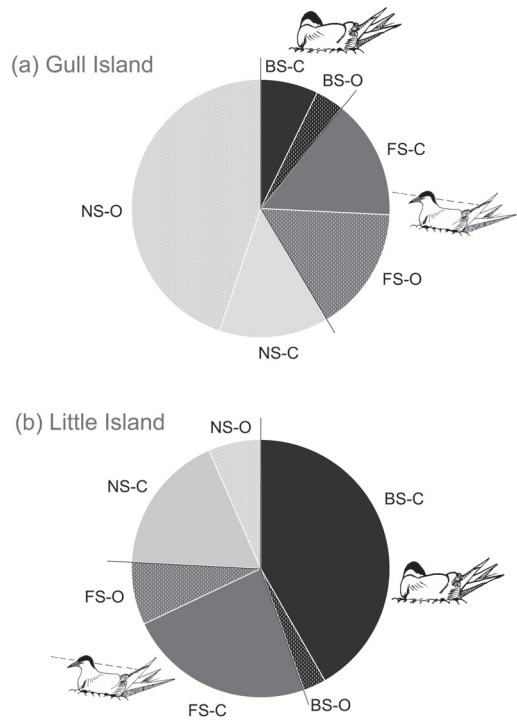 (a) Gull Island
BS-C
BS-O
FS-C
FS-O
NS-C
NS-O
(b) Little Island
NS-O
BS-C
NS-C
FS-O
BS-O
FS-C